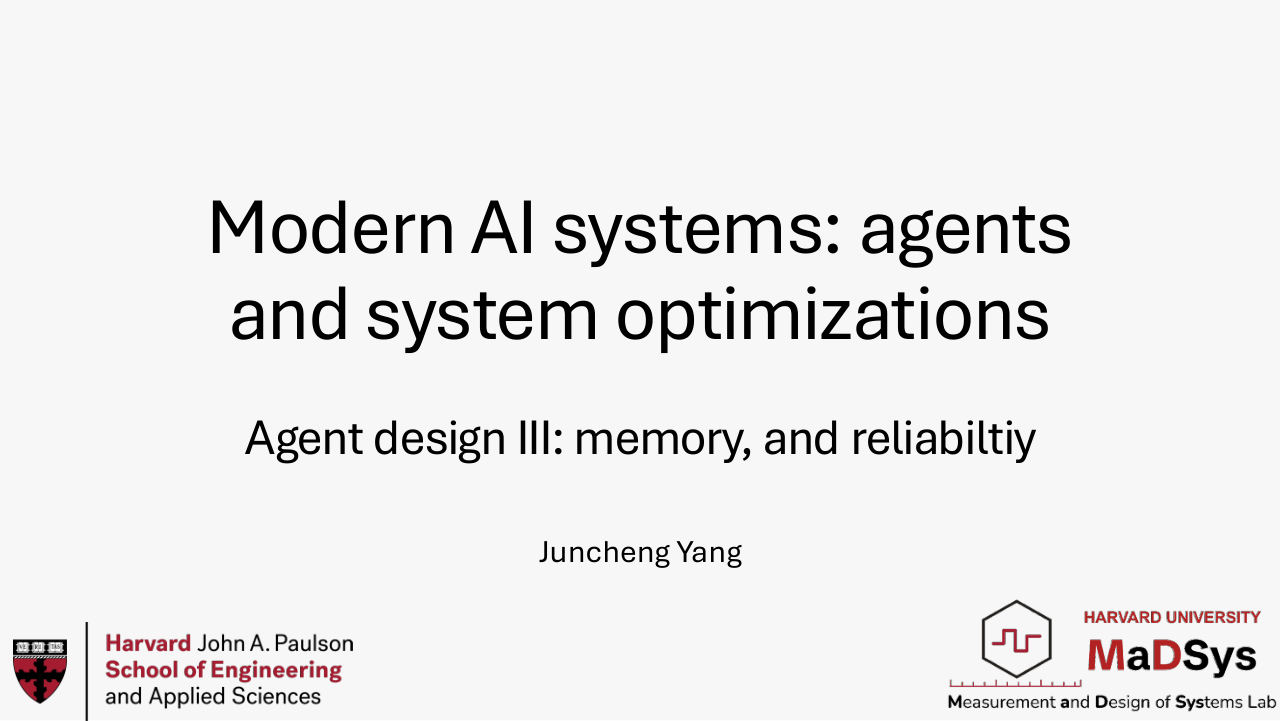 Modern AI systems: agents
and system optimizations
Agent design III: memory, and reliabiltiy
Juncheng Yang
Harvard John A. Paulson
School of Engineering
and Applied Sciences
HARVARD UNIVERSITY
MaDSys
Measurement and Design of Systems Lab